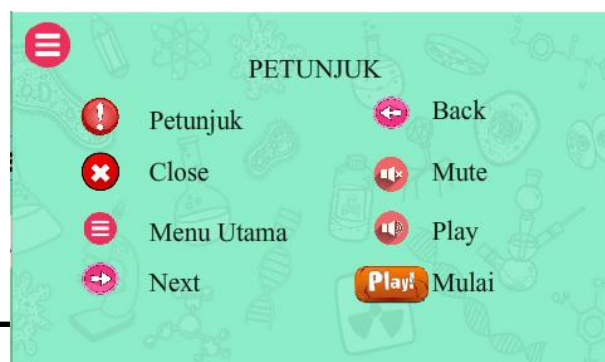 PETUNJUK
Petunjuk
Back
Close
Mute
Menu Utama
Play
Next
Play! Mulai